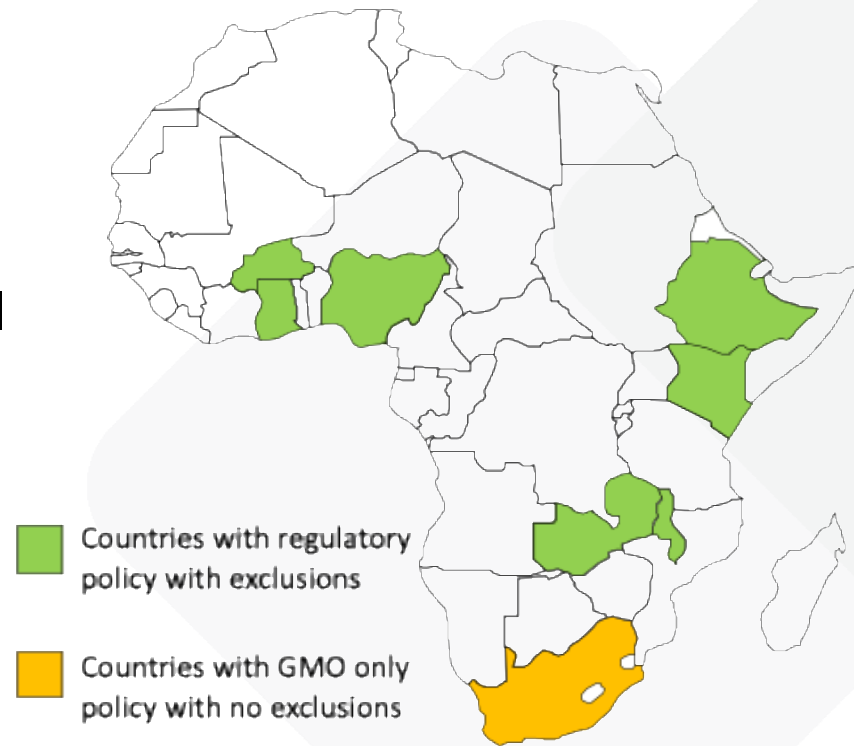 Countries with regulatory
policy with exclusions
Countries with GMO only
policy with no exclusions